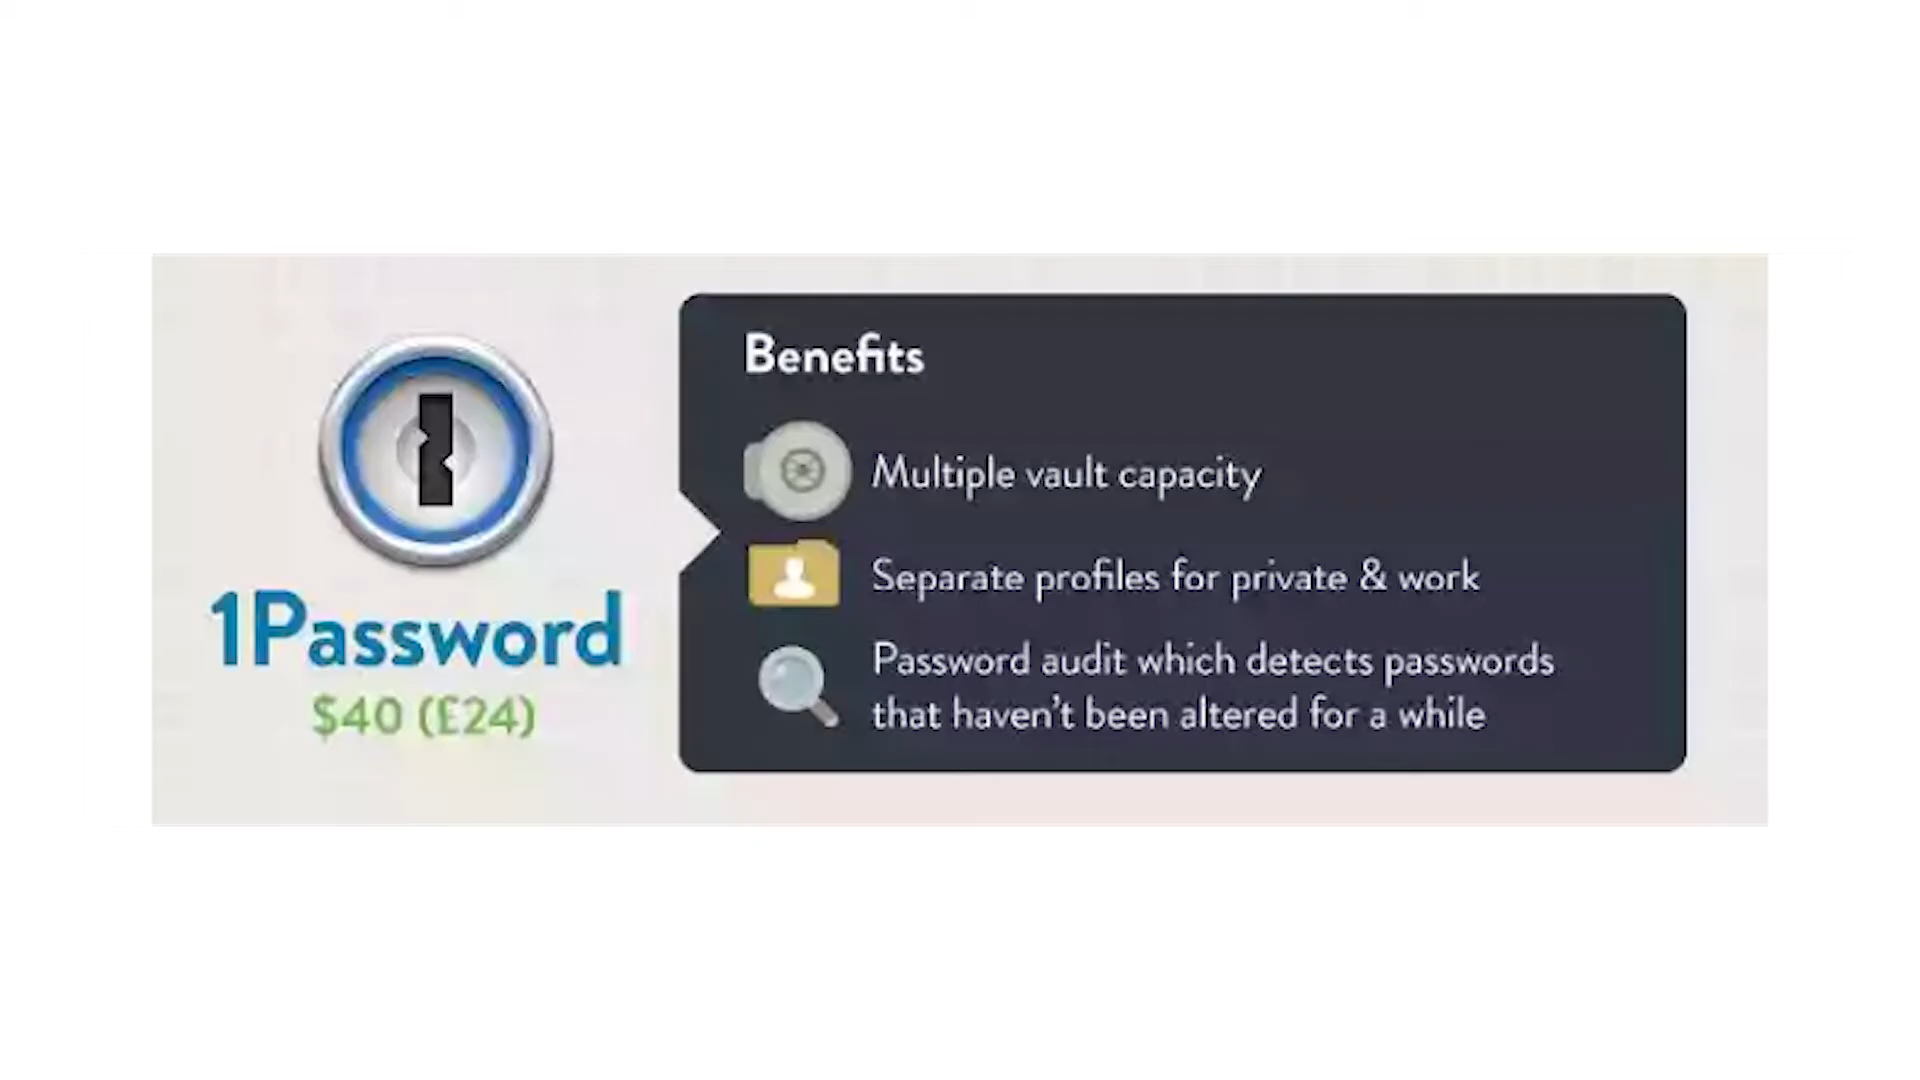 1Password
$40 (£24)
Benefits
Multiple vault capacity
Separate profiles for private & work
Password audit which detects passwords
that haven't been altered for a while